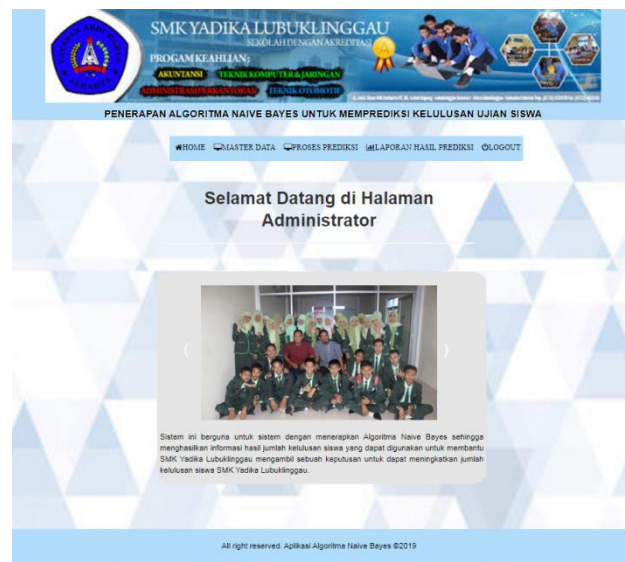 SMK YADIKA LUBUKLINGGAU
SEKOLAH DENGAN AKREDITASI
PROGAM KEAHLIAN:
AKUNTANSI TEKNIK KOMPUTER & JARINGAN
ADMINISTRASI PERKANTORAN TEKNIK OTOMOTIF
PENERAPAN ALGORITMA NAIVE BAYES UNTUK MEMPREDIKSI KELULUSAN UJIAN SISWA
HOME MASTER DATA PROSES PREDIKSI LAPORAN HASIL PREDIKSI LOGOUT
Selamat Datang di Halaman
Administrator
Sistem ini berguna untuk sistem dengan menerapkan Algoritma Naive Bayes sehingga
menghasilkan informasi hasil jumlah kelulusan siswa yang dapat digunakan untuk membantu
SMK Yadika Lubuklinggau mengambil sebuah keputusan untuk dapat meningkatkan jumlah
kelulusan siswa SMK Yadika Lubuklinggau.
All right reserved. Aplikasi Algoritma Naive Bayes ©2019